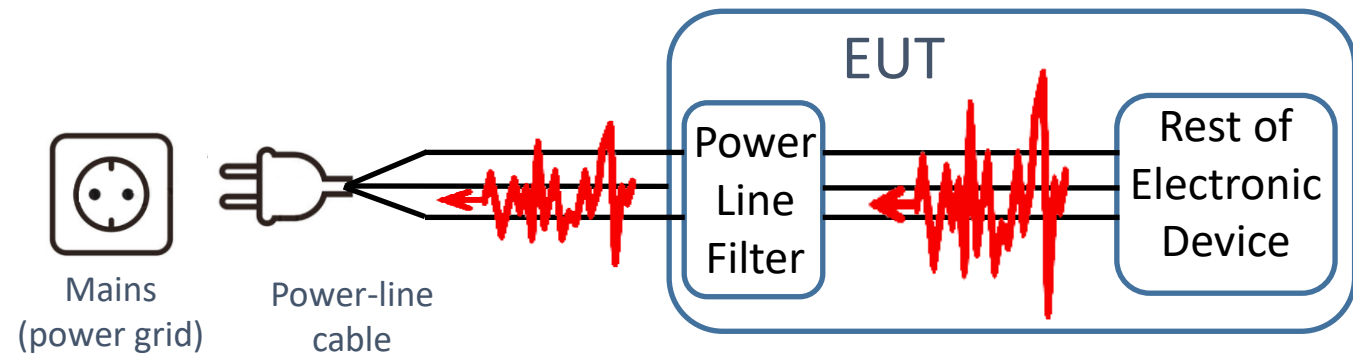 EUT
Power
Line
Filter
Rest of
Electronic
Device
Mains
(power grid)
Power-line
cable